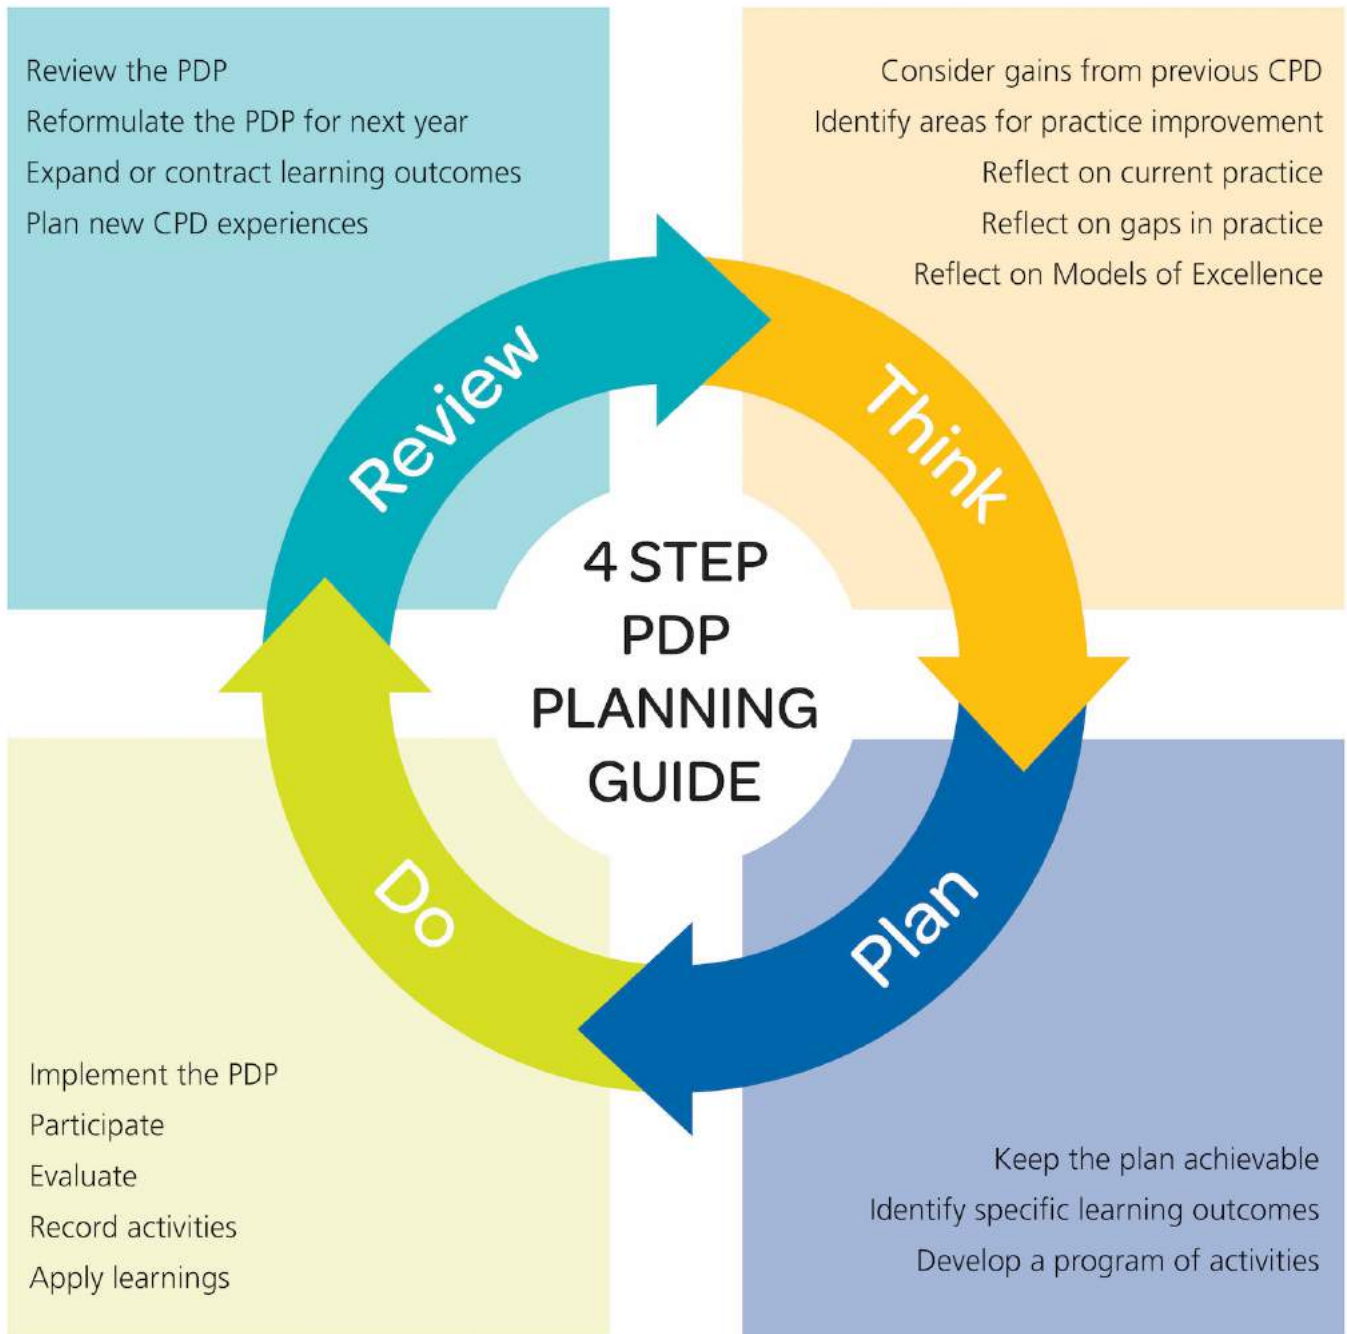 Review the PDP
Reformulate the PDP for next year
Expand or contract learning outcomes
Plan new CPD experiences
Consider gains from previous CPD
Identify areas for practice improvement
Reflect on current practice
Reflect on gaps in practice
Reflect on Models of Excellence
Review
Think
4 STEP
PDP
PLANNING
GUIDE
Do
Plan
Implement the PDP
Participate
Evaluate
Record activities
Apply learnings
Keep the plan achievable
Identify specific learning outcomes
Develop a program of activities